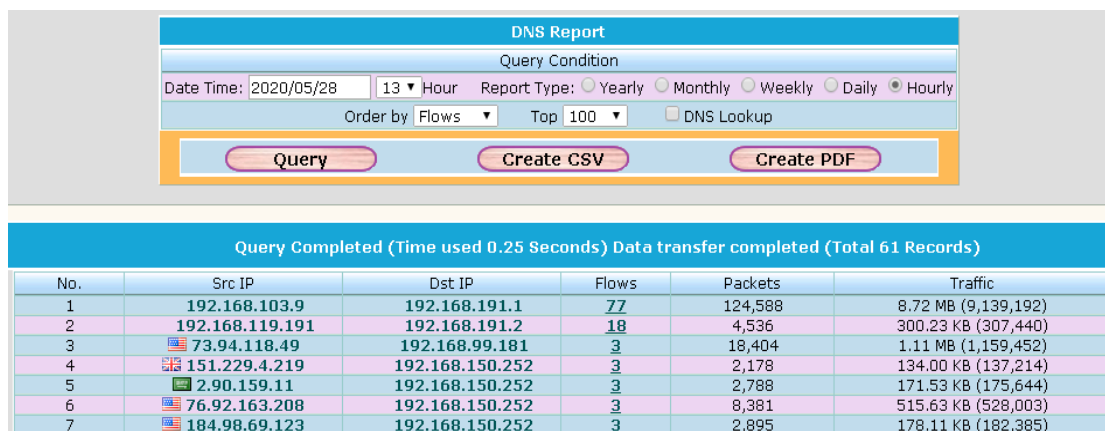 DNS Report
Query Condition
Date Time: 2020/05/28 13 Hour Report Type: Yearly Monthly Weekly Daily Hourly
Order by Flows Top 100 DNS Lookup
Query Create CSV Create PDF
Query Completed (Time used 0.25 Seconds) Data transfer completed (Total 61 Records)
No. Src IP Dst IP Flows Packets Traffic
1 192.168.103.9 192.168.191.1 77 124,588 8.72 MB (9,139,192)
2 192.168.119.191 192.168.191.2 18 4,536 300.23 KB (307,440)
3 73.94.118.49 192.168.99.181 3 18,404 1.11 MB (1,159,452)
4 151.229.4.219 192.168.150.252 3 2,178 134.00 KB (137,214)
5 2.90.159.11 192.168.150.252 3 2,788 171.53 KB (175,644)
6 76.92.163.208 192.168.150.252 3 8,381 515.63 KB (528,003)
7 184.98.69.123 192.168.150.252 3 2,895 178.11 KB (182,385)